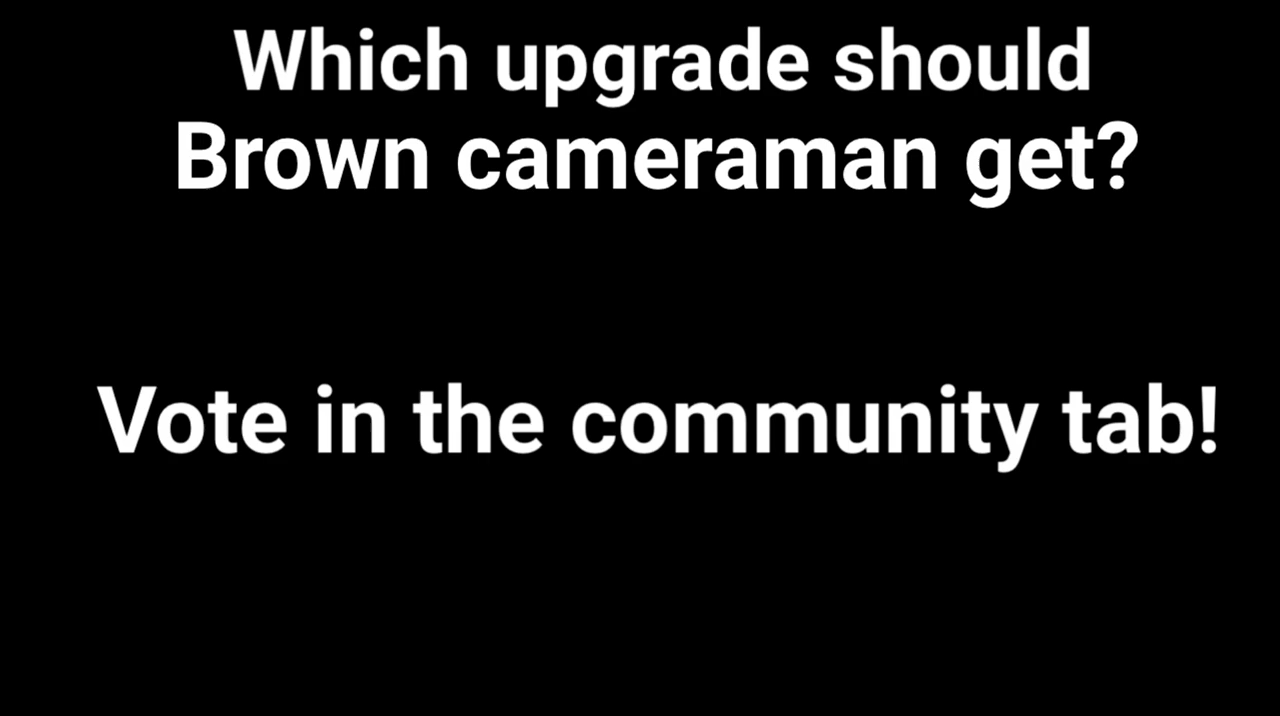 Which upgrade should
Brown cameraman get?
Vote in the community tab!